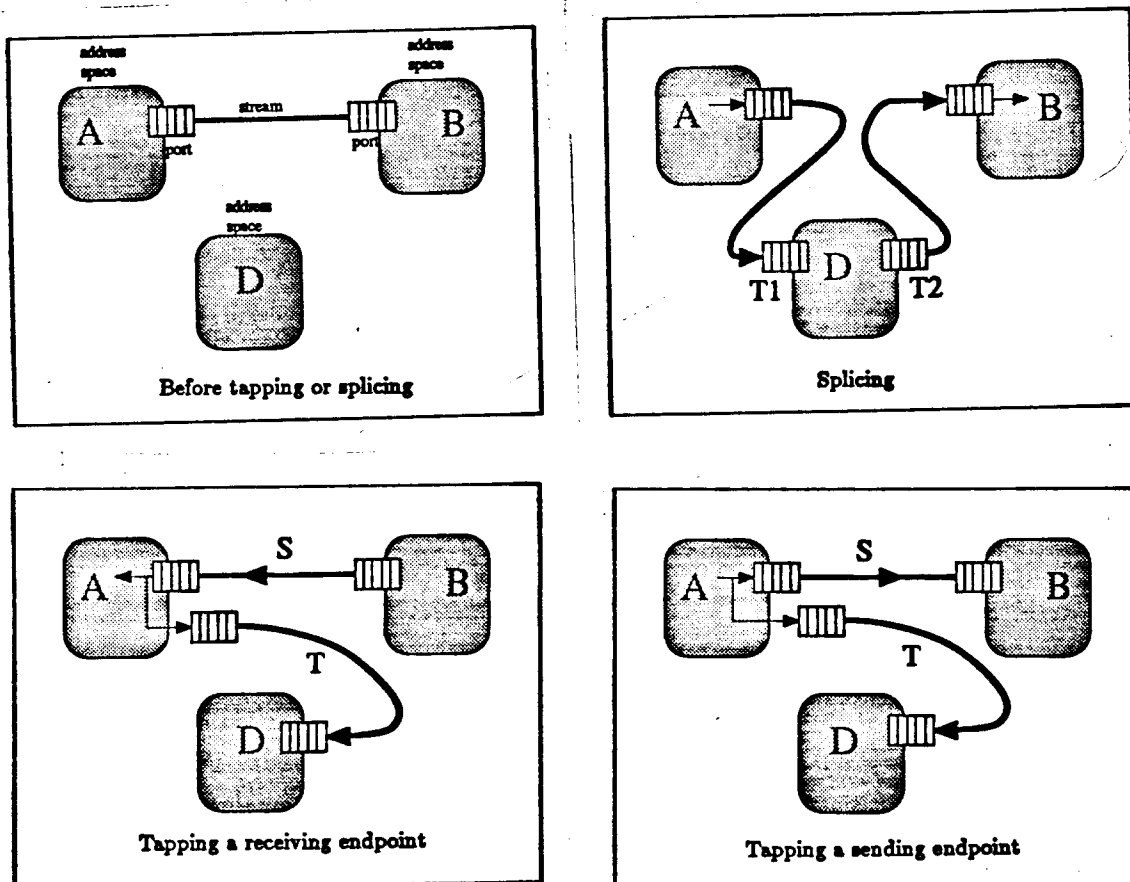 address
space
address
space
A
stream
B
port
port
address
space
D
Before tapping or splicing
A
B
D
T1
T2
Splicing
S
A
B
T
D
Tapping a receiving endpoint
S
A
B
T
D
Tapping a sending endpoint